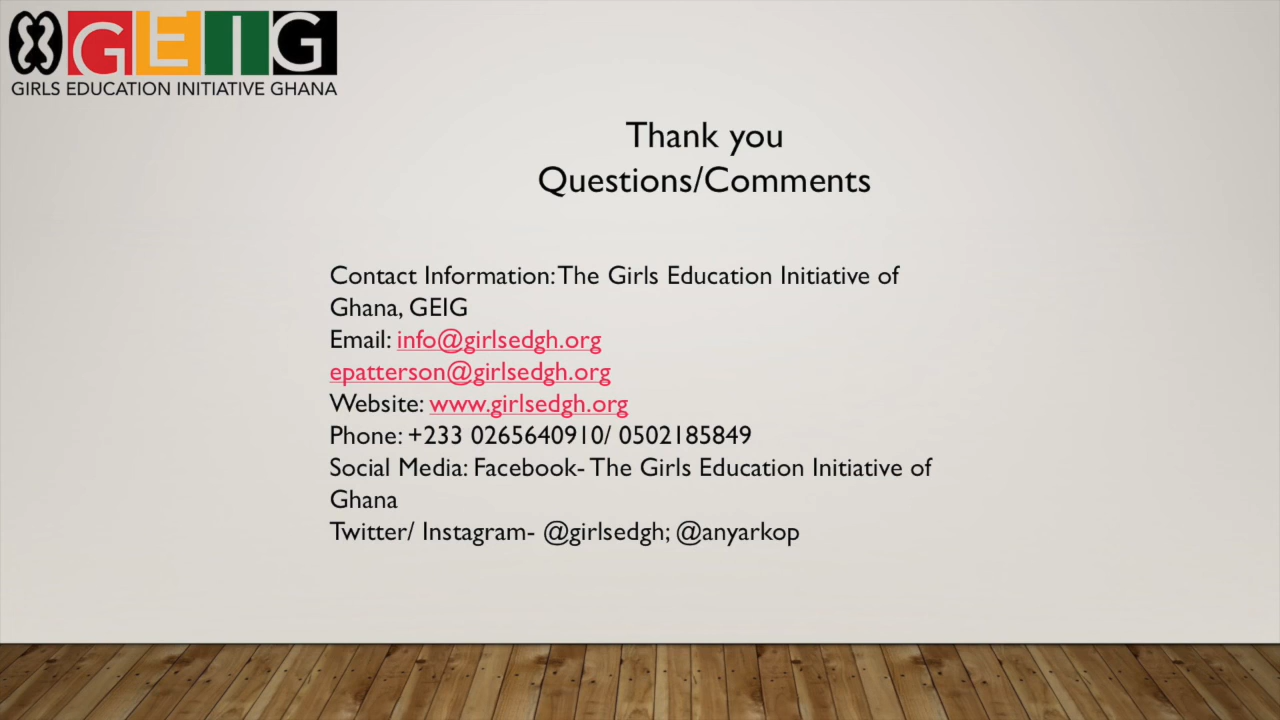 GEIG
GIRLS EDUCATION INITIATIVE GHANA
Thank you
Questions/Comments
Contact Information: The Girls Education Initiative of
Ghana, GEIG
Email: info@girlsedgh.org
epatterson@girlsedgh.org
Website: www.girlsedgh.org
Phone: +233 0265640910/ 0502185849
Social Media: Facebook- The Girls Education Initiative of
Ghana
Twitter/ Instagram- @girlsedgh; @anyarkop